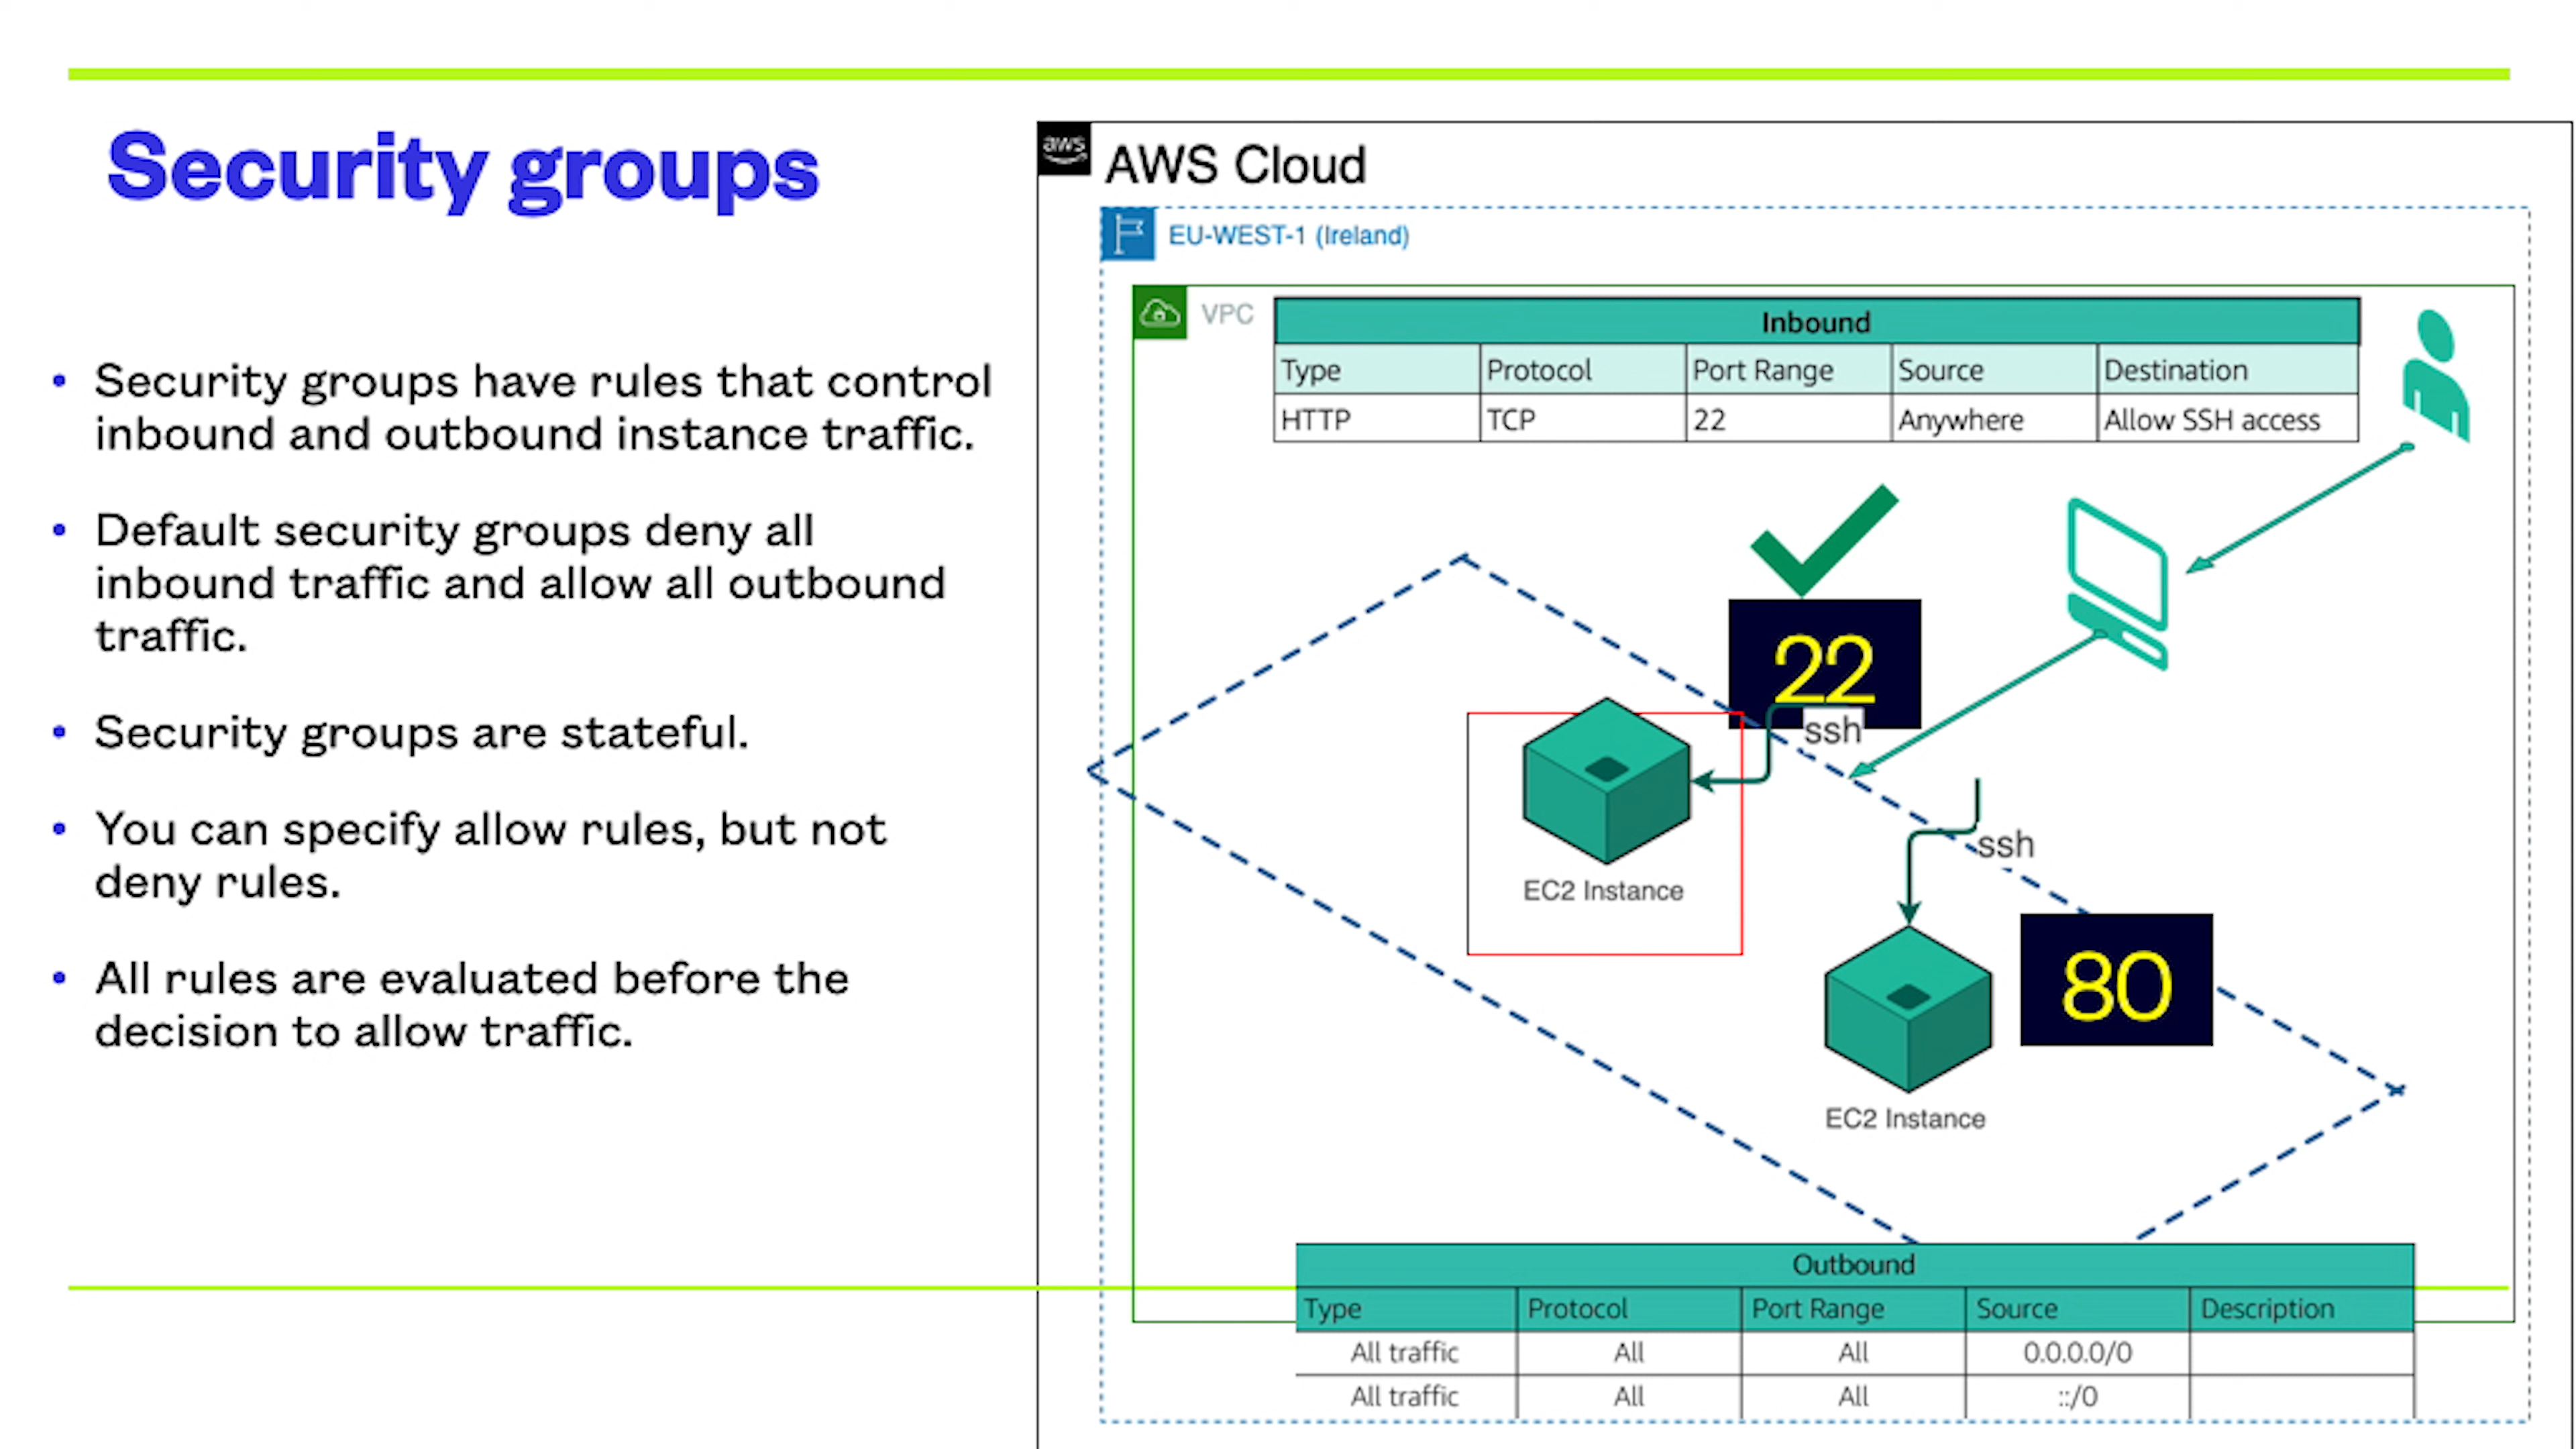 Security groups
• Security groups have rules that control
inbound and outbound instance traffic.
• Default security groups deny all
inbound traffic and allow all outbound
traffic.
• Security groups are stateful.
• You can specify allow rules, but not
deny rules.
• All rules are evaluated before the
decision to allow traffic.
aws
AWS Cloud
EU-WEST-1 (Ireland)
VPC
Inbound
Type Protocol Port Range Source Destination
HTTP TCP 22 Anywhere Allow SSH access
22
ssh
EC2 Instance
ssh
80
EC2 Instance
Outbound
Type Protocol Port Range Source Description
All traffic All All 0.0.0.0/0
All traffic All All ::/0